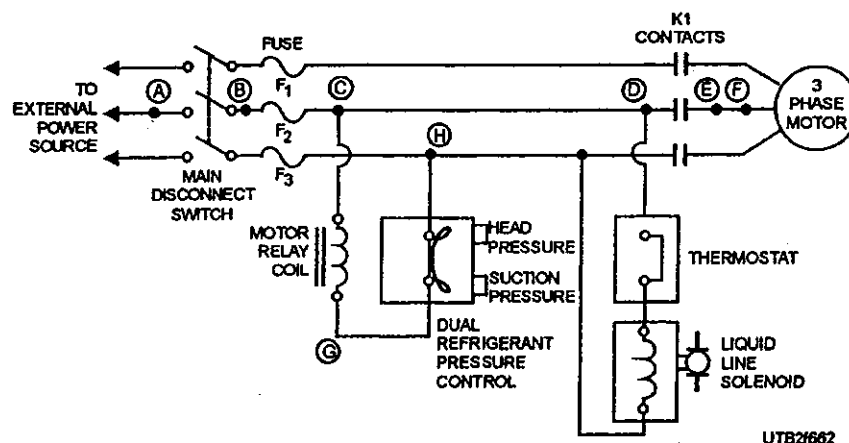 K1
CONTACTS
FUSE
F1
TO
EXTERNAL
POWER
SOURCE
A
B
C
D
E
F
3
PHASE
MOTOR
F2
H
F3
MAIN
DISCONNECT
SWITCH
MOTOR
RELAY
COIL
HEAD
PRESSURE
SUCTION
PRESSURE
THERMOSTAT
G
DUAL
REFRIGERANT
PRESSURE
CONTROL
LIQUID
LINE
SOLENOID
UTB2f662